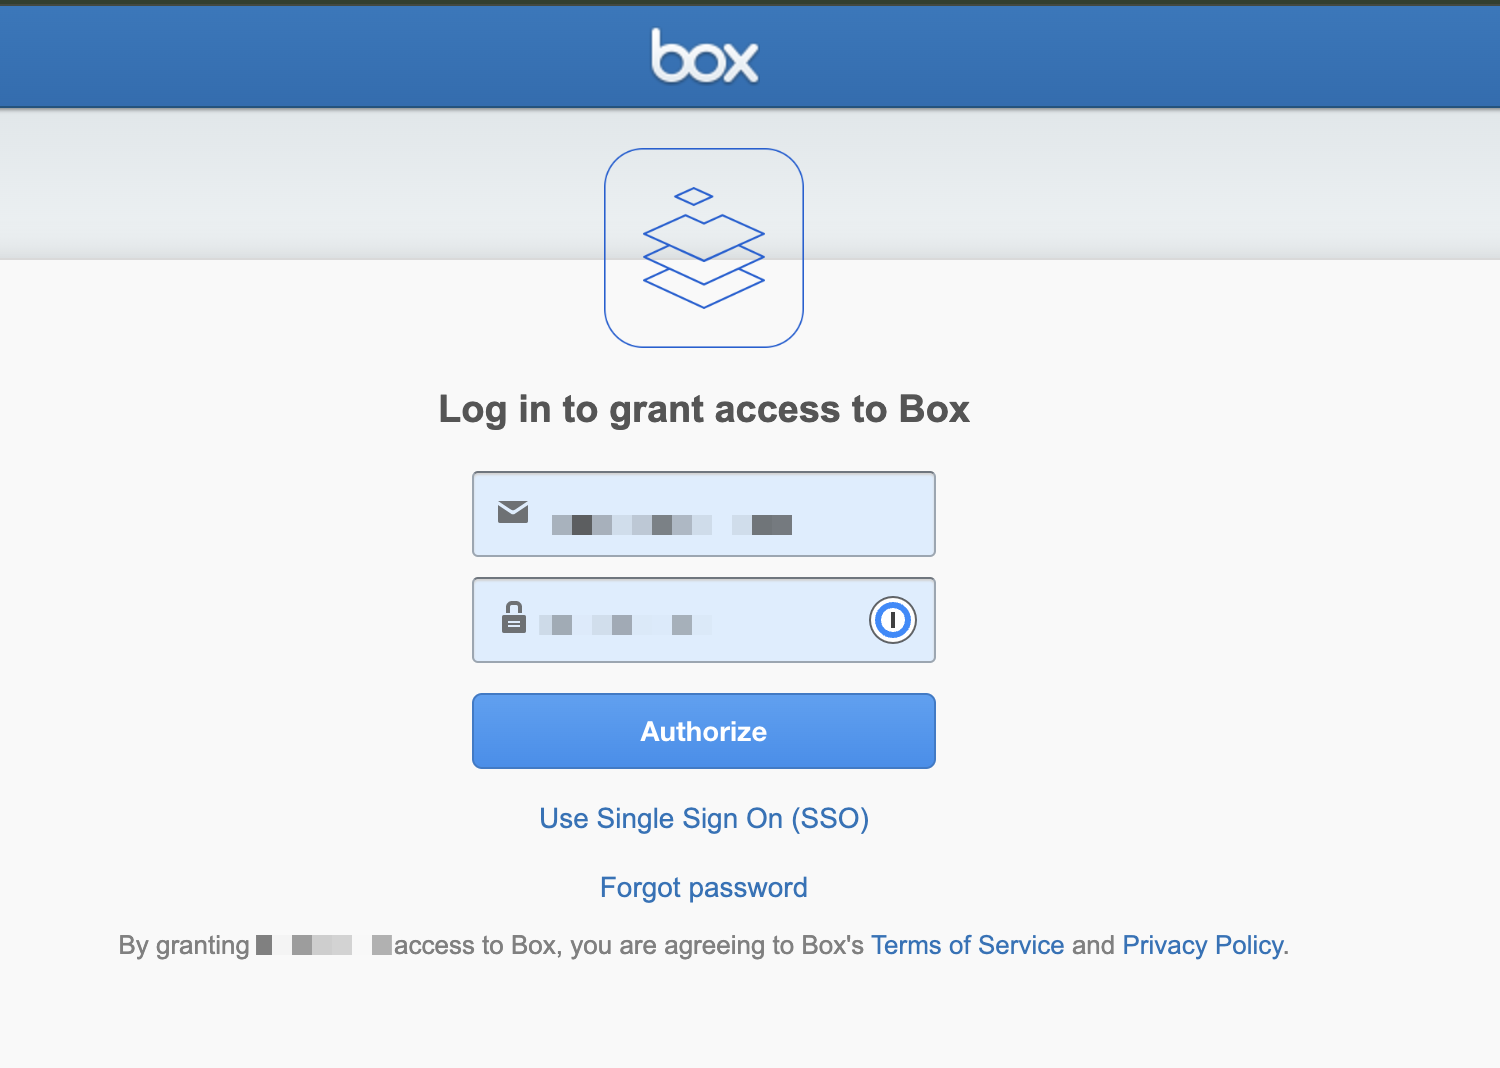 box
Log in to grant access to Box
Authorize
Use Single Sign On (SSO)
Forgot password
By granting access to Box, you are agreeing to Box's Terms of Service and Privacy Policy.